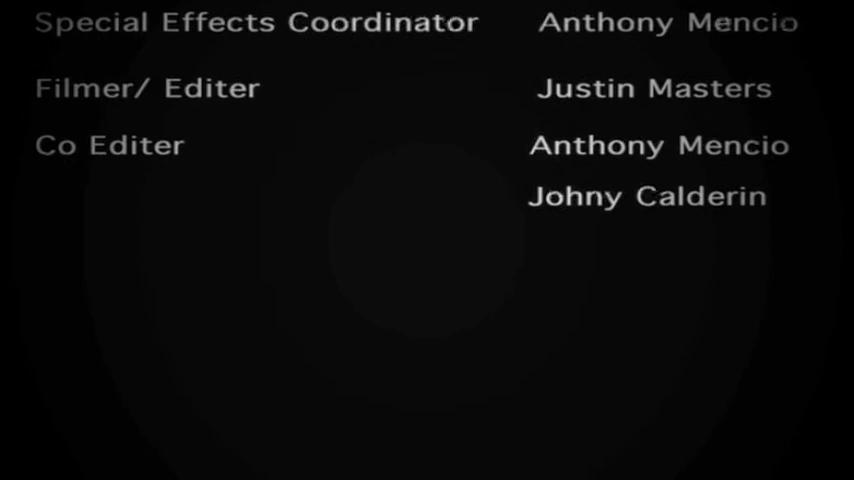 Special Effects Coordinator Anthony Mencio
Filmer/ Editer Justin Masters
Co Editer Anthony Mencio
Johny Calderin